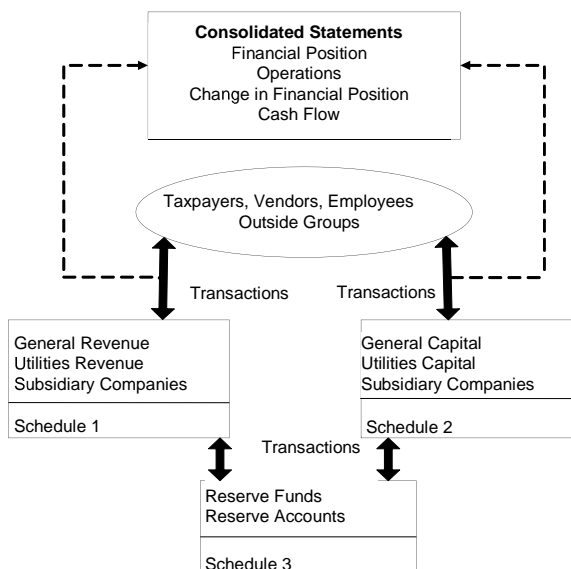 Consolidated Statements
Financial Position
Operations
Change in Financial Position
Cash Flow
Taxpayers, Vendors, Employees
Outside Groups
Transactions
Transactions
General Revenue
Utilities Revenue
Subsidiary Companies
Schedule 1
General Capital
Utilities Capital
Subsidiary Companies
Schedule 2
Transactions
Reserve Funds
Reserve Accounts
Schedule 3